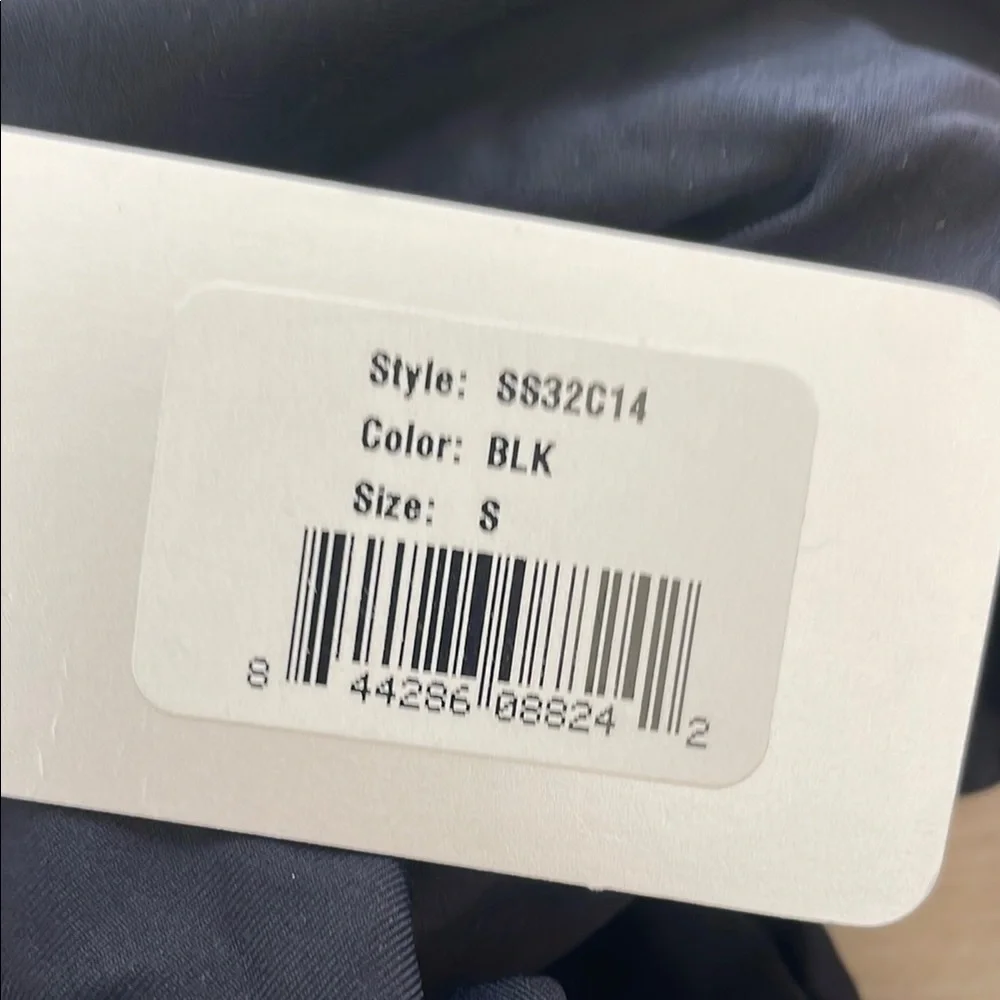 Style: SS32C14
Color: BLK
Size: S
8 44286 08824 2